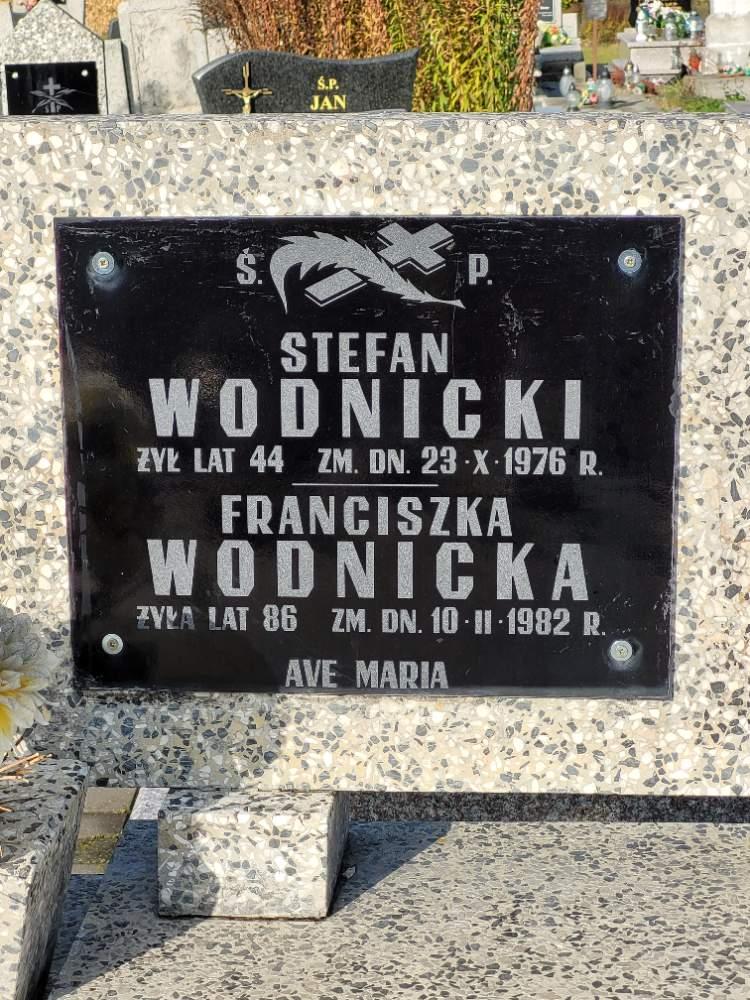 Ś.P.
JAN
Ś. P.
STEFAN
WODNICKI
ŻYŁ LAT 44 ZM. DN. 23·X·1976 R.
FRANCISZKA
WODNICKA
ŻYŁA LAT 86 ZM. DN. 10·II·1982 R.
AVE MARIA